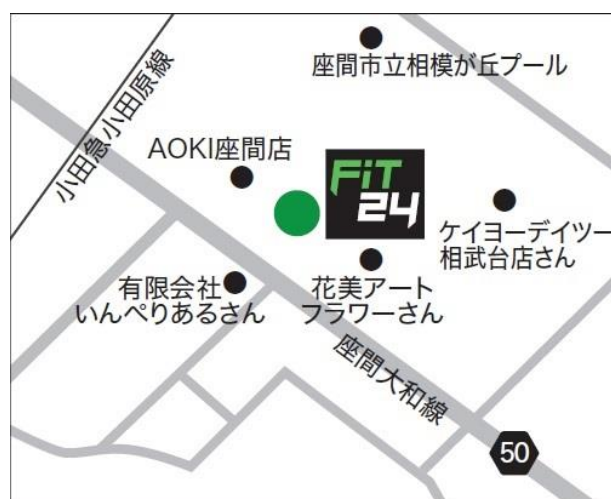 座間市立相模が丘プール
小田急小田原線
AOKI座間店
FiT
24
ケイヨーデイツー
相武台店さん
有限会社
いんぺりあるさん
花美アート
フラワーさん
座間大和線
50